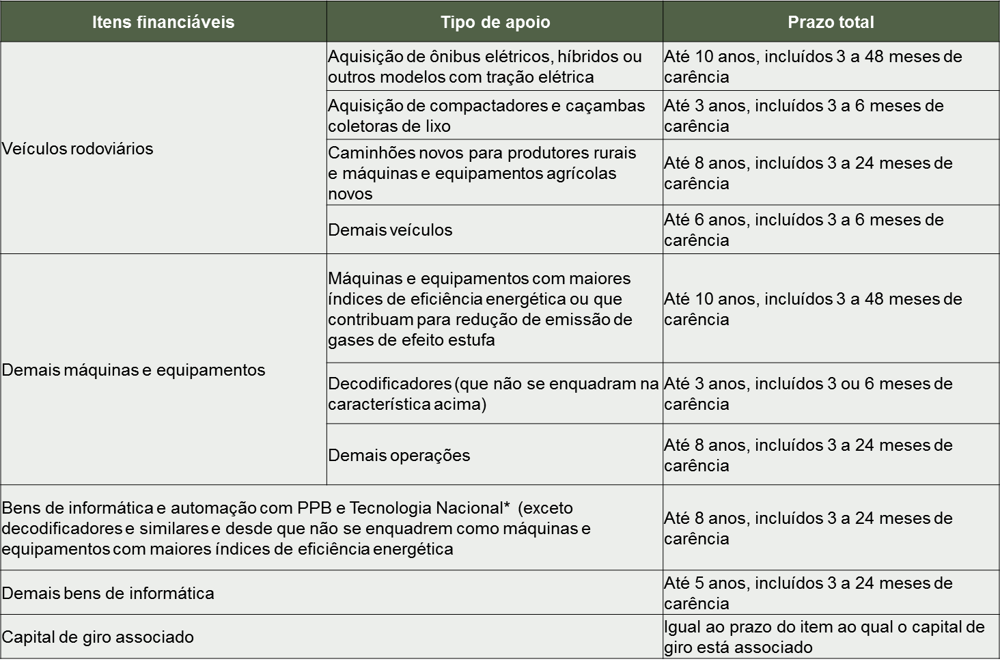 Itens financiáveis
Tipo de apoio
Prazo total
Veículos rodoviários
Aquisição de ônibus elétricos, híbridos ou
outros modelos com tração elétrica
Até 10 anos, incluídos 3 a 48 meses de
carência
Aquisição de compactadores e caçambas
coletoras de lixo
Até 3 anos, incluídos 3 a 6 meses de
carência
Caminhões novos para produtores rurais
e máquinas e equipamentos agrícolas
novos
Até 8 anos, incluídos 3 a 24 meses de
carência
Demais veículos
Até 6 anos, incluídos 3 a 6 meses de
carência
Demais máquinas e equipamentos
Máquinas e equipamentos com maiores
índices de eficiência energética ou que
contribuam para redução de emissão de
gases de efeito estufa
Até 10 anos, incluídos 3 a 48 meses de
carência
Decodificadores (que não se enquadram na
característica acima)
Até 3 anos, incluídos 3 ou 6 meses de
carência
Demais operações
Até 8 anos, incluídos 3 a 24 meses de
carência
Bens de informática e automação com PPB e Tecnologia Nacional* (exceto
decodificadores e similares e desde que não se enquadrem como máquinas e
equipamentos com maiores índices de eficiência energética
Até 8 anos, incluídos 3 a 24 meses de
carência
Demais bens de informática
Até 5 anos, incluídos 3 a 24 meses de
carência
Capital de giro associado
Igual ao prazo do item ao qual o capital de
giro está associado